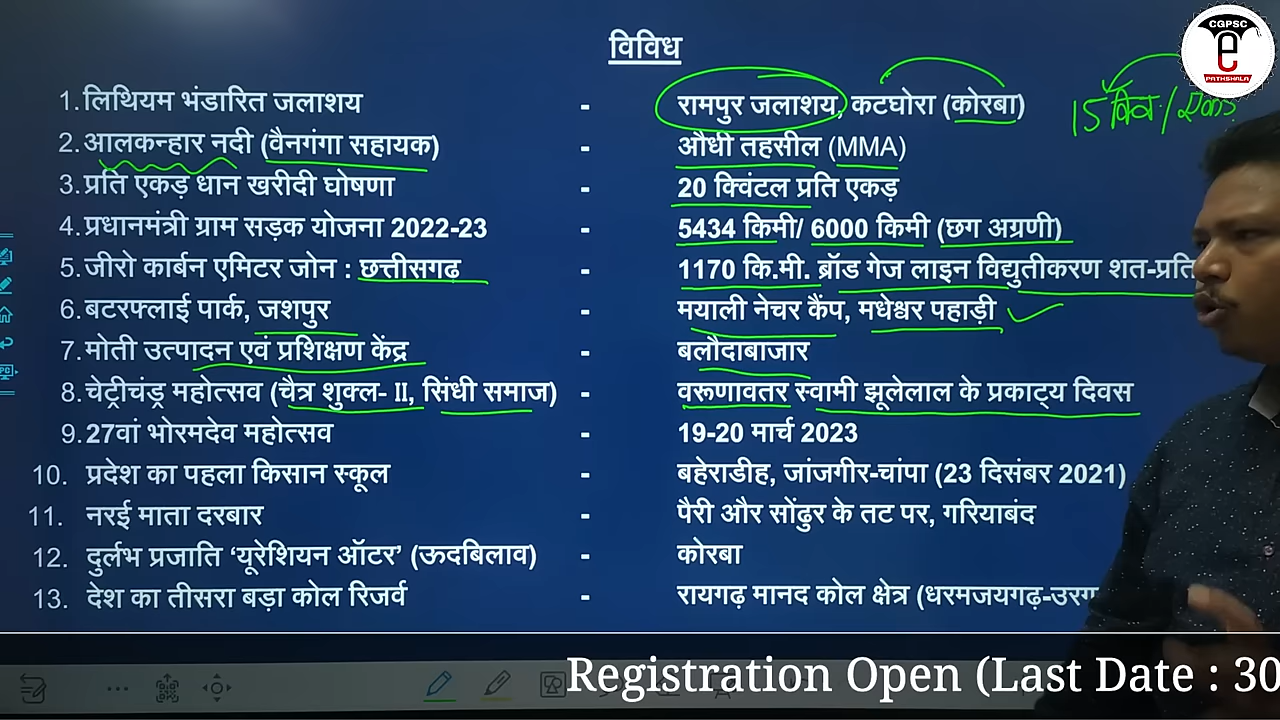 CGPSC
e
PATHSHALA
विविध
1. लिथियम भंडारित जलाशय - रामपुर जलाशय, कटघोरा (कोरबा)
15 क्वि. /
2. आलकन्हार नदी (वैनगंगा सहायक) - औधी तहसील (MMA)
3. प्रति एकड़ धान खरीदी घोषणा - 20 क्विंटल प्रति एकड़
4. प्रधानमंत्री ग्राम सड़क योजना 2022-23 - 5434 किमी/ 6000 किमी (छग अग्रणी)
5. जीरो कार्बन एमिटर जोन : छत्तीसगढ़ - 1170 कि.मी. ब्रॉड गेज लाइन विद्युतीकरण शत-प्रति
6. बटरफ्लाई पार्क, जशपुर - मयाली नेचर कैंप, मधेश्वर पहाड़ी
7. मोती उत्पादन एवं प्रशिक्षण केंद्र - बलौदाबाजार
8. चेट्रीचंड्र महोत्सव (चैत्र शुक्ल- II, सिंधी समाज) - वरूणावतर स्वामी झूलेलाल के प्रकाट्य दिवस
9. 27वां भोरमदेव महोत्सव - 19-20 मार्च 2023
10. प्रदेश का पहला किसान स्कूल - बहेराडीह, जांजगीर-चांपा (23 दिसंबर 2021)
11. नरई माता दरबार - पैरी और सोंढुर के तट पर, गरियाबंद
12. दुर्लभ प्रजाति ‘यूरेशियन ऑटर’ (ऊदबिलाव) - कोरबा
13. देश का तीसरा बड़ा कोल रिजर्व - रायगढ़ मानद कोल क्षेत्र (धरमजयगढ़-उरग
Registration Open (Last Date : 30